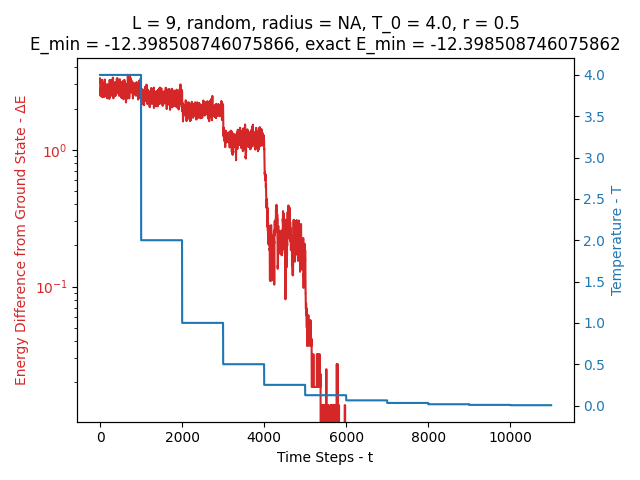 L = 9, random, radius = NA, T_0 = 4.0, r = 0.5
E_min = -12.398508746075866, exact E_min = -12.398508746075862
Energy Difference from Ground State - ΔE
10⁰
10⁻¹
4.0
3.5
3.0
2.5
2.0
1.5
1.0
0.5
0.0
Temperature - T
0 2000 4000 6000 8000 10000
Time Steps - t